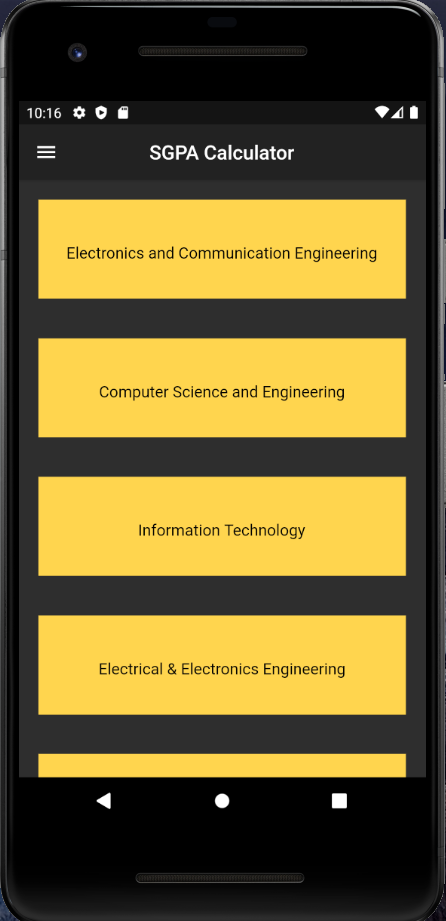 10:16
SGPA Calculator
Electronics and Communication Engineering
Computer Science and Engineering
Information Technology
Electrical & Electronics Engineering